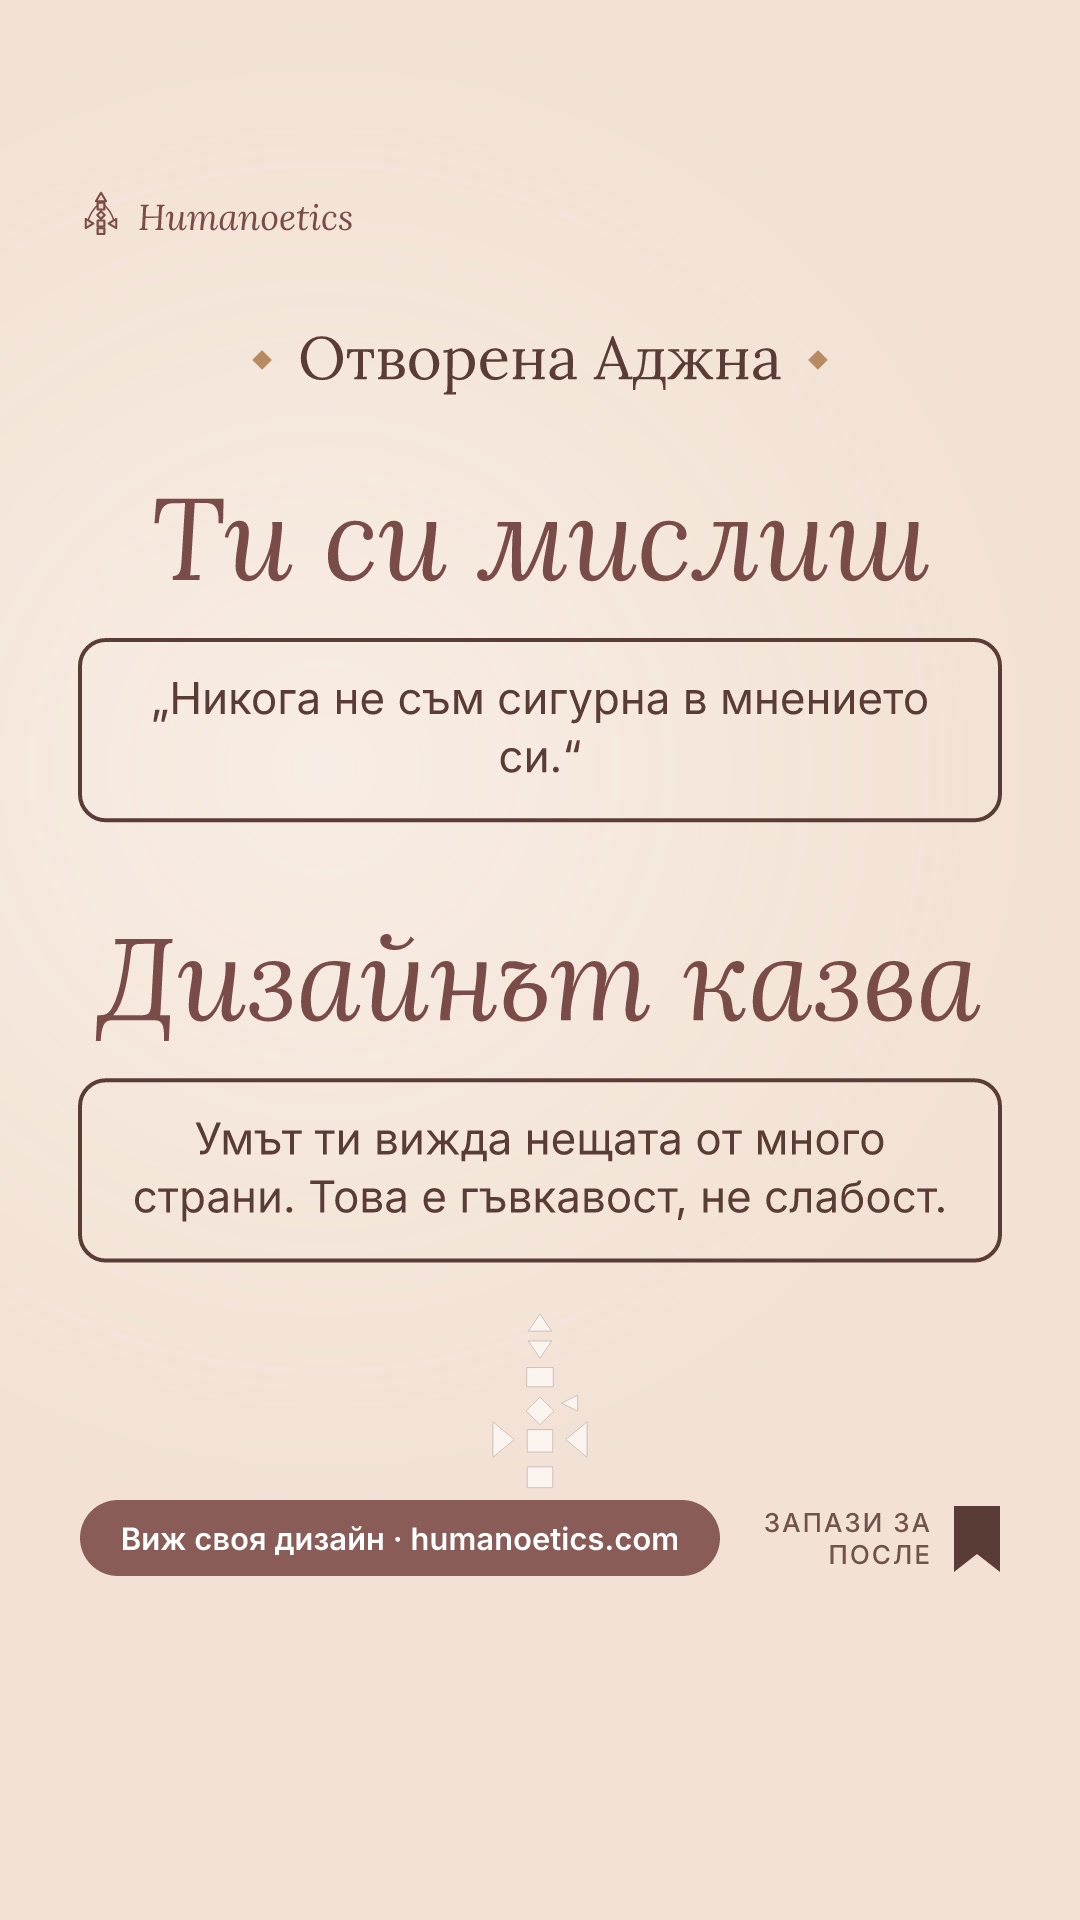 Humanoetics
Отворена Аджна
Ти си мислиш
„Никога не съм сигурна в мнението
си.“
Дизайнът казва
Умът ти вижда нещата от много
страни. Това е гъвкавост, не слабост.
Виж своя дизайн · humanoetics.com
ЗАПАЗИ ЗА
ПОСЛЕ